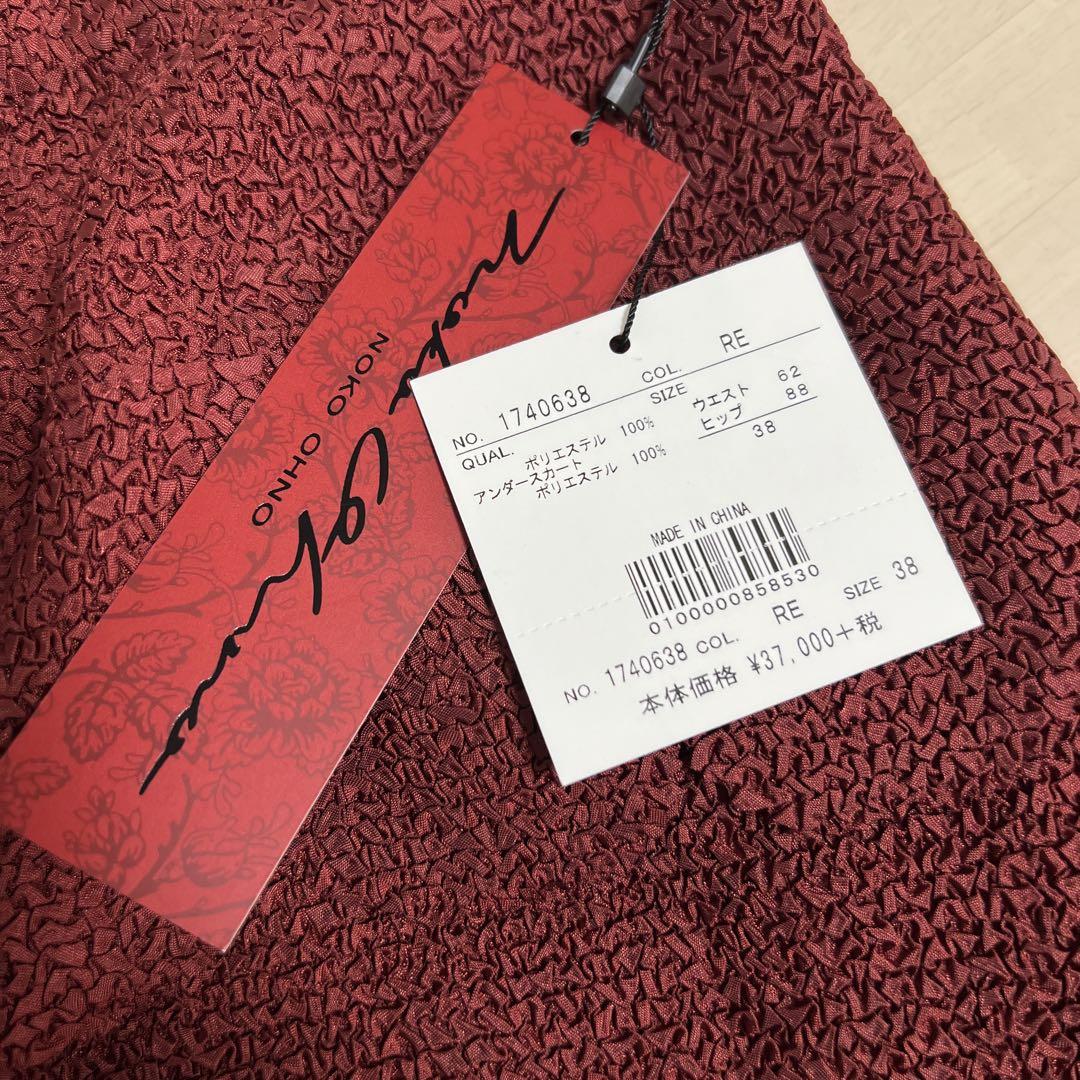 Noko Ohno
NOKO OHNO
NO. 1740638 COL. RE
QUAL. SIZE
ポリエステル 100%
アンダースカート
ポリエステル 100%
ウエスト 62
ヒップ 88
38
MADE IN CHINA
0100000858530
NO. 1740638 COL. RE SIZE 38
本体価格 ¥37,000+税